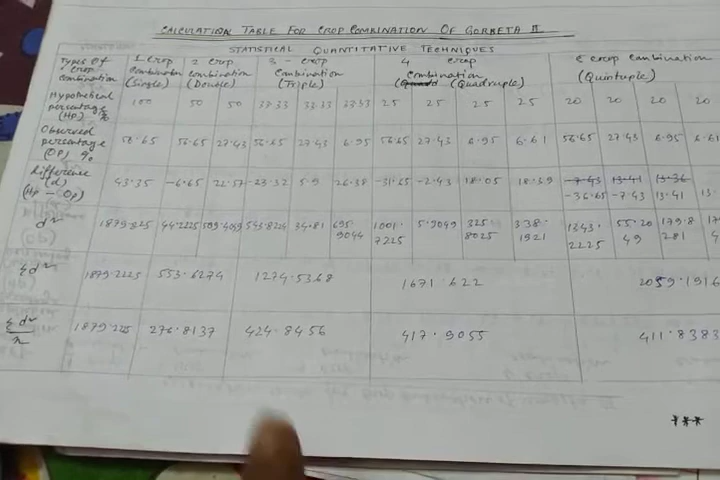 CALCULATION TABLE FOR CROP COMBINATION OF GORBETA II
STATISTICAL QUANTITATIVE TECHNIQUES
Types of crop combination
1 crop combination (Single)
2 crop combination (Double)
3 - crop combination (Triple)
4 crop combination (Quadruple)
crop combination (Quintuple)
Hypothetical percentage (HP) %
100 50 50 33.33 33.33 33.33 25 25 25 25 20 20 20 20
Observed percentage (OP) %
56.65 56.65 27.43 56.65 27.43 6.95 56.65 27.43 6.95 6.61 56.65 27.43 6.95 6.61
Difference (d) (HP - OP)
43.35 -6.65 22.57 -23.32 5.9 26.38 -31.65 -2.43 18.05 18.39 -36.65 -7.43 13.41 13.
d²
1879.225 44.2225 509.4049 543.8224 34.81 695.9044 1001.7225 5.9049 325.8025 338.1921 1343.2225 55.2049 179.8281
Σd²
1879.2225 553.6274 1274.5368 1671.622 2059.1916
Σd²/n
1879.225 276.8137 424.8456 417.9055 411.8383
***